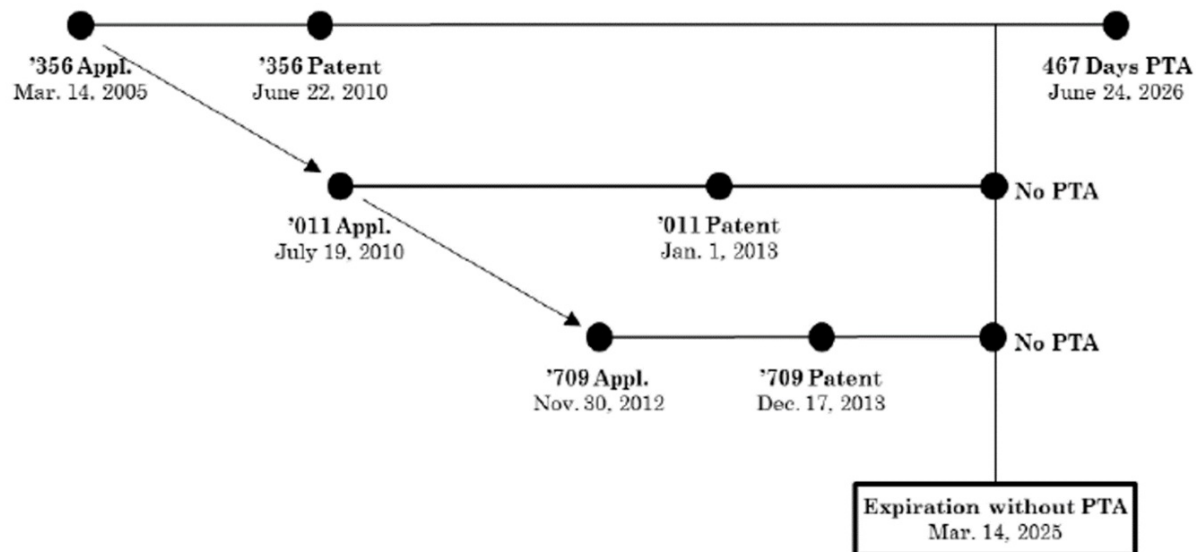 '356 Appl.
Mar. 14, 2005
'356 Patent
June 22, 2010
467 Days PTA
June 24, 2026
'011 Appl.
July 19, 2010
'011 Patent
Jan. 1, 2013
No PTA
'709 Appl.
Nov. 30, 2012
'709 Patent
Dec. 17, 2013
No PTA
Expiration without PTA
Mar. 14, 2025